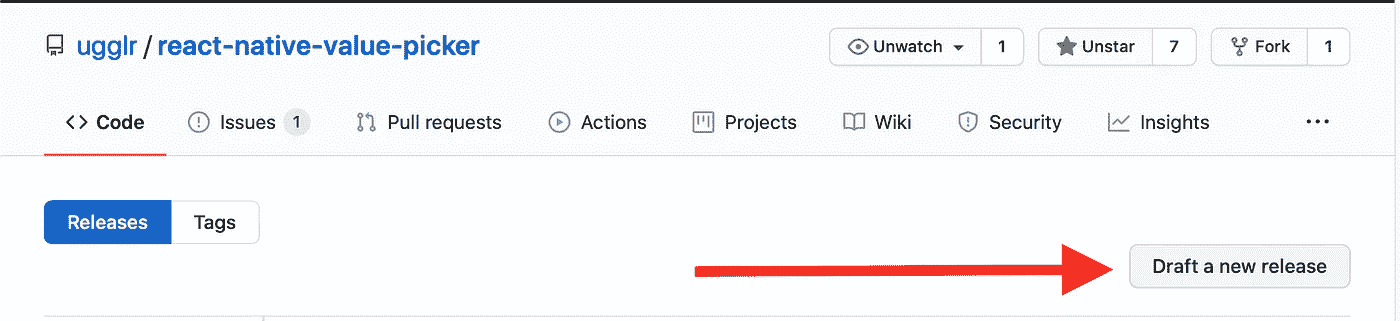 ugglr / react-native-value-picker
Unwatch 1 Unstar 7 Fork 1
Code Issues 1 Pull requests Actions Projects Wiki Security Insights ...
Releases Tags
Draft a new release